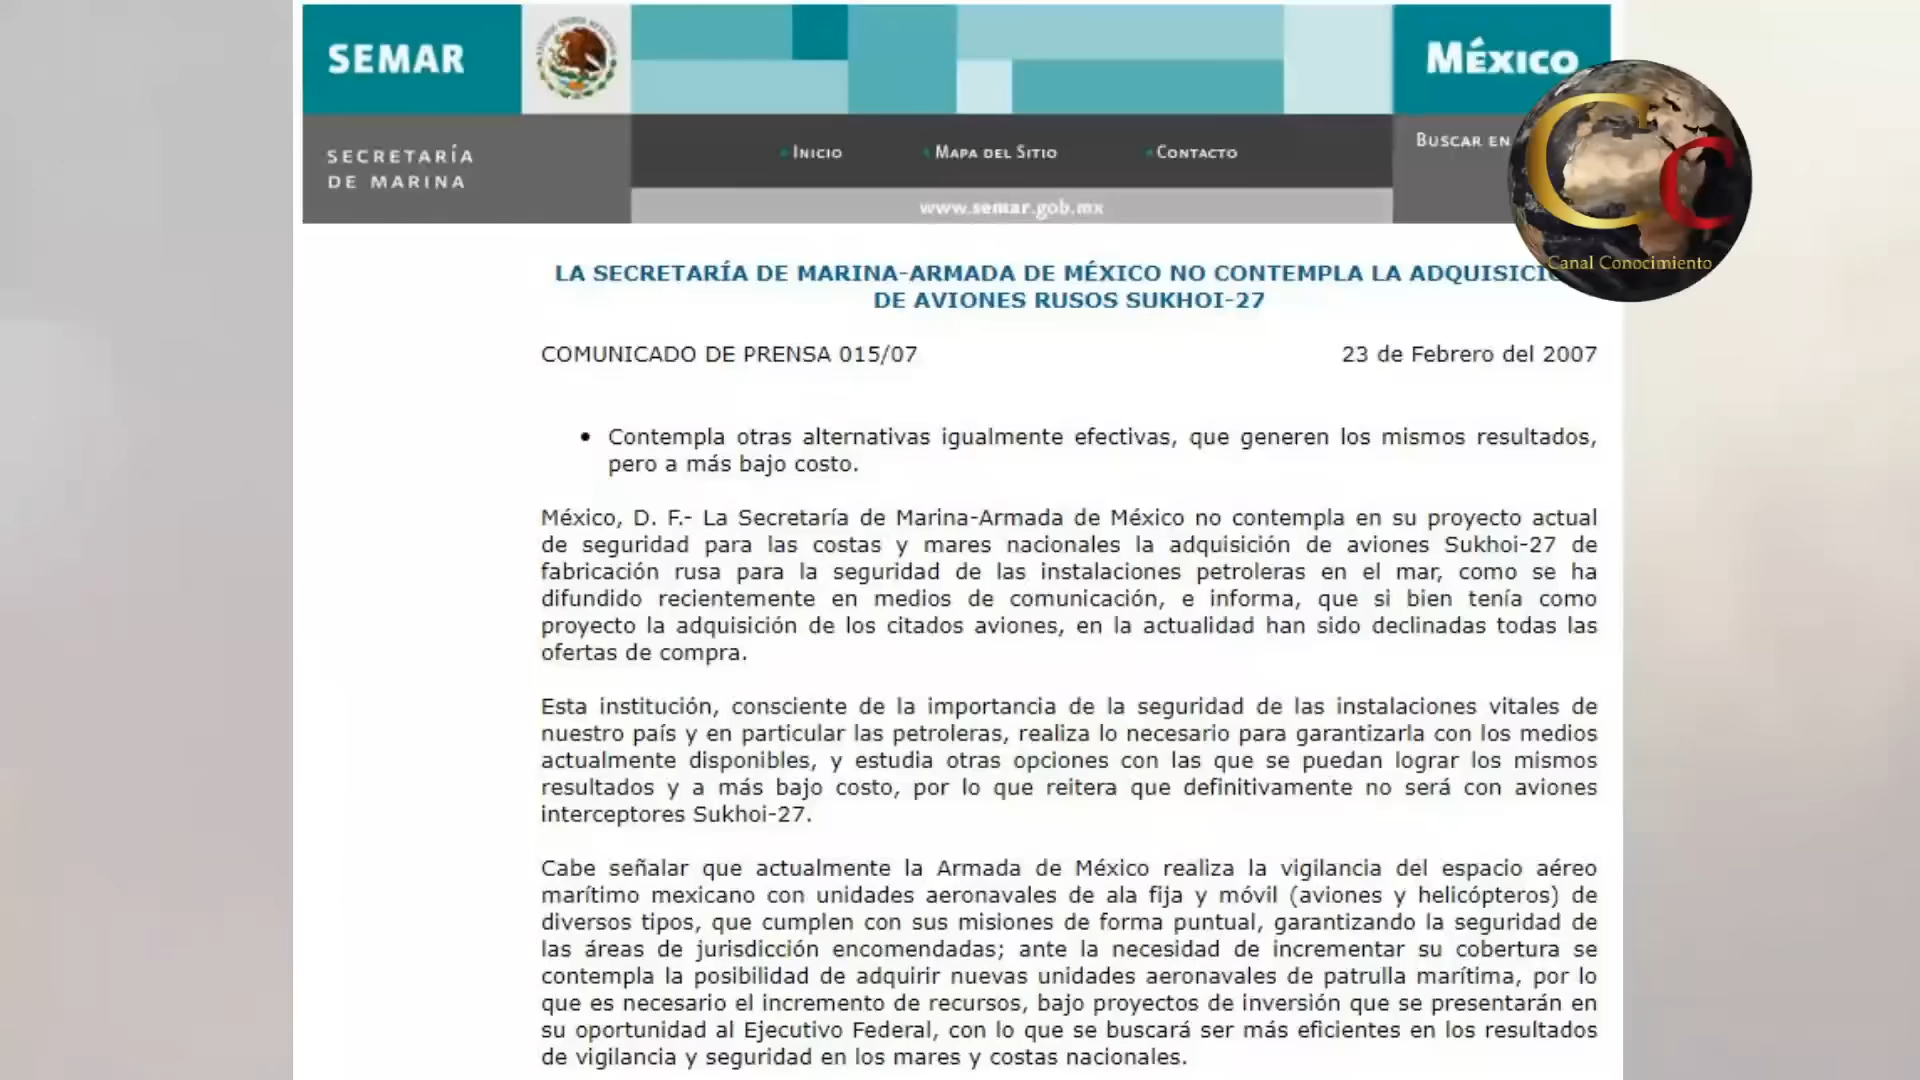 SEMAR
MÉXICO
SECRETARÍA
DE MARINA
INICIO
MAPA DEL SITIO
CONTACTO
BUSCAR EN
www.semar.gob.mx
Canal Conocimiento
LA SECRETARÍA DE MARINA-ARMADA DE MÉXICO NO CONTEMPLA LA
DE AVIONES RUSOS SUKHOI-27
COMUNICADO DE PRENSA 015/07
23 de Febrero del 2007
• Contempla otras alternativas igualmente efectivas, que generen los mismos resultados,
pero a más bajo costo.
México, D. F.- La Secretaría de Marina-Armada de México no contempla en su proyecto actual
de seguridad para las costas y mares nacionales la adquisición de aviones Sukhoi-27 de
fabricación rusa para la seguridad de las instalaciones petroleras en el mar, como se ha
difundido recientemente en medios de comunicación, e informa, que si bien tenía como
proyecto la adquisición de los citados aviones, en la actualidad han sido declinadas todas las
ofertas de compra.
Esta institución, consciente de la importancia de la seguridad de las instalaciones vitales de
nuestro país y en particular las petroleras, realiza lo necesario para garantizarla con los medios
actualmente disponibles, y estudia otras opciones con las que se puedan lograr los mismos
resultados y a más bajo costo, por lo que reitera que definitivamente no será con aviones
interceptores Sukhoi-27.
Cabe señalar que actualmente la Armada de México realiza la vigilancia del espacio aéreo
marítimo mexicano con unidades aeronavales de ala fija y móvil (aviones y helicópteros) de
diversos tipos, que cumplen con sus misiones de forma puntual, garantizando la seguridad de
las áreas de jurisdicción encomendadas; ante la necesidad de incrementar su cobertura se
contempla la posibilidad de adquirir nuevas unidades aeronavales de patrulla marítima, por lo
que es necesario el incremento de recursos, bajo proyectos de inversión que se presentarán en
su oportunidad al Ejecutivo Federal, con lo que se buscará ser más eficientes en los resultados
de vigilancia y seguridad en los mares y costas nacionales.